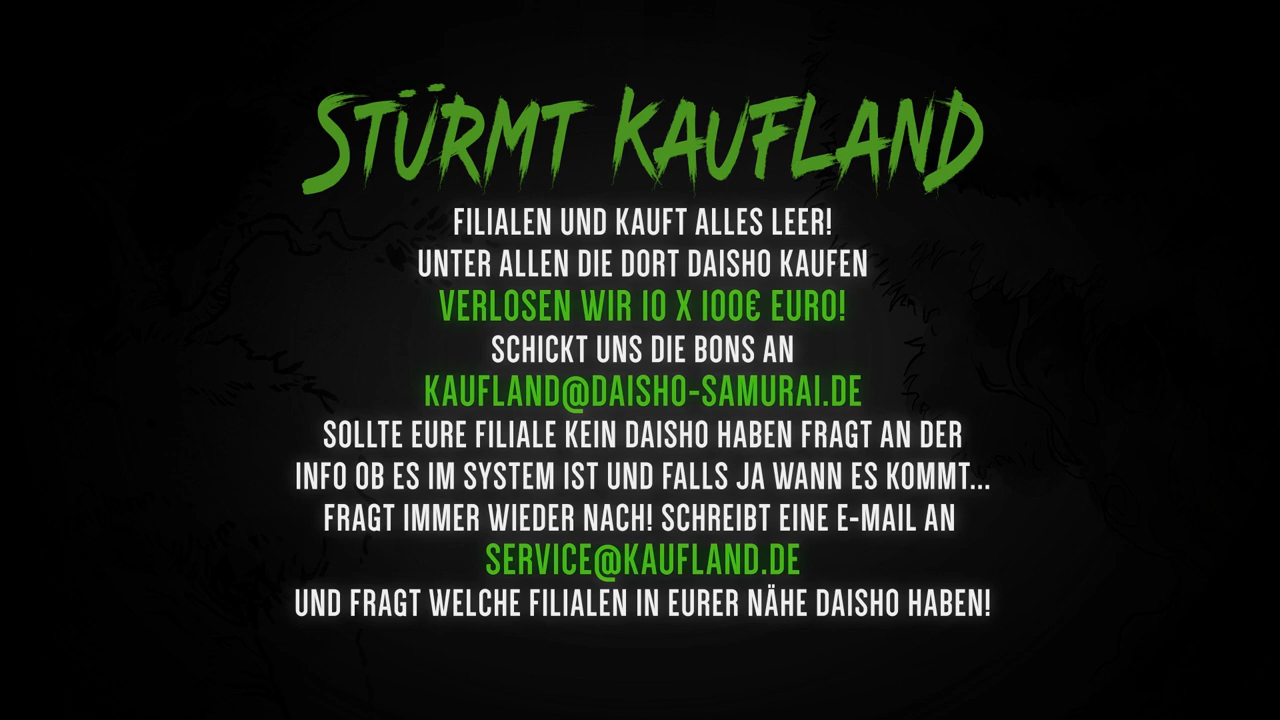 STÜRMT KAUFLAND
FILIALEN UND KAUFT ALLES LEER!
UNTER ALLEN DIE DORT DAISHO KAUFEN
VERLOSEN WIR 10 X 100€ EURO!
SCHICKT UNS DIE BONS AN
KAUFLAND@DAISHO-SAMURAI.DE
SOLLTE EURE FILIALE KEIN DAISHO HABEN FRAGT AN DER
INFO OB ES IM SYSTEM IST UND FALLS JA WANN ES KOMMT...
FRAGT IMMER WIEDER NACH! SCHREIBT EINE E-MAIL AN
SERVICE@KAUFLAND.DE
UND FRAGT WELCHE FILIALEN IN EURER NÄHE DAISHO HABEN!